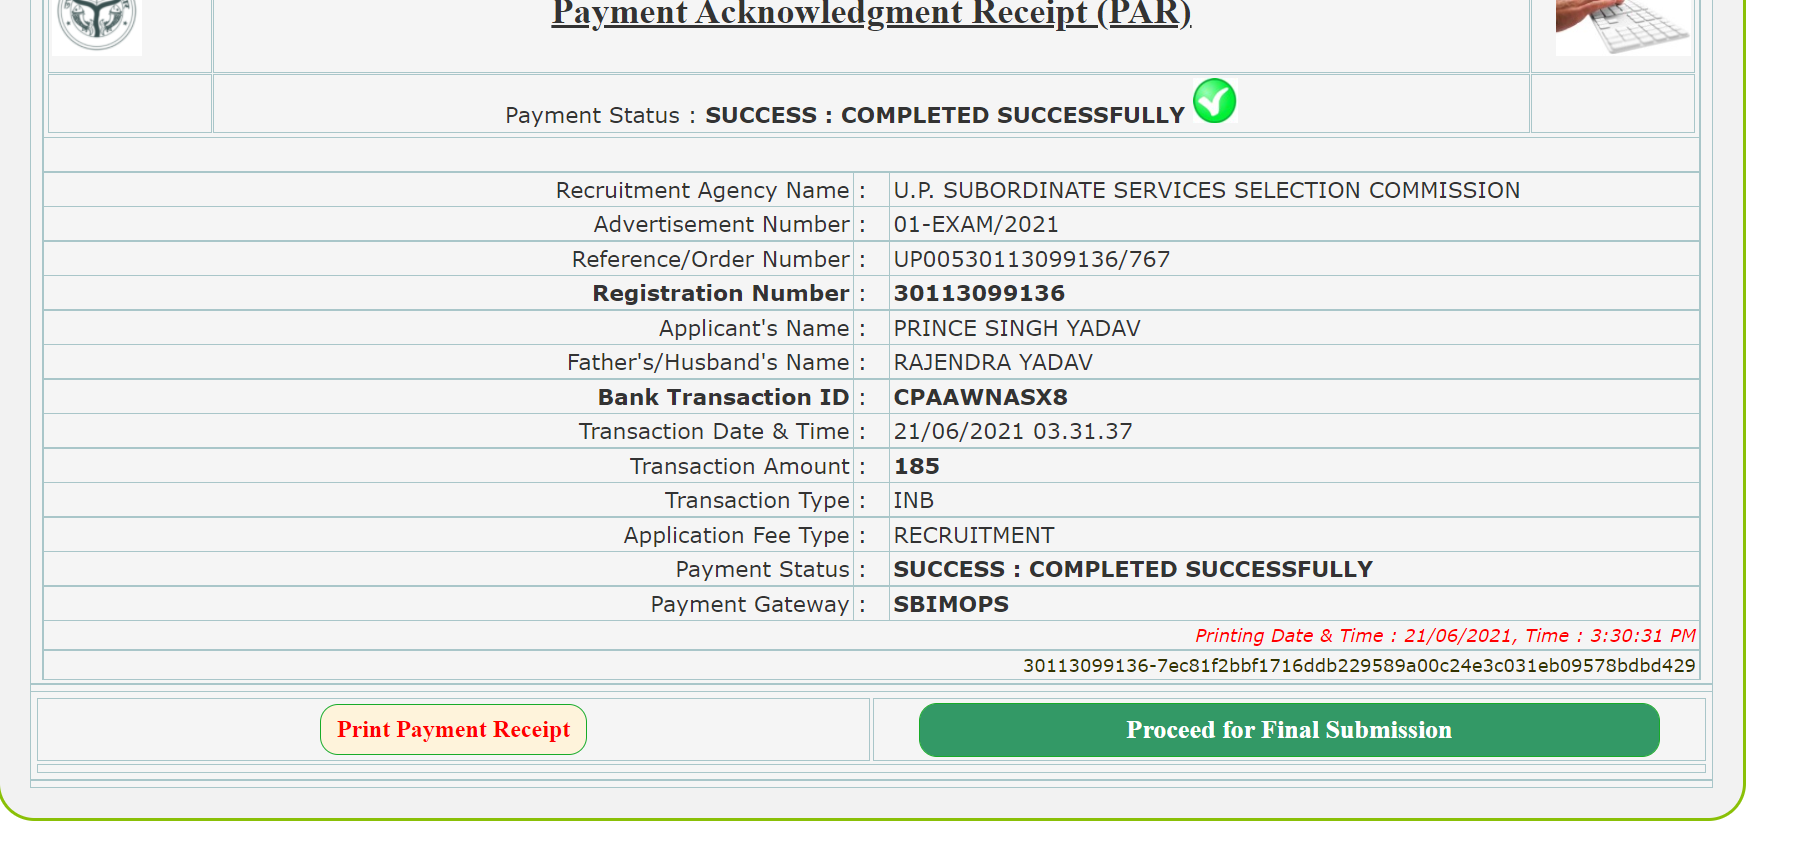 Payment Acknowledgment Receipt (PAR)
Payment Status : SUCCESS : COMPLETED SUCCESSFULLY
Recruitment Agency Name : U.P. SUBORDINATE SERVICES SELECTION COMMISSION
Advertisement Number : 01-EXAM/2021
Reference/Order Number : UP00530113099136/767
Registration Number : 30113099136
Applicant's Name : PRINCE SINGH YADAV
Father's/Husband's Name : RAJENDRA YADAV
Bank Transaction ID : CPAAWNASX8
Transaction Date & Time : 21/06/2021 03.31.37
Transaction Amount : 185
Transaction Type : INB
Application Fee Type : RECRUITMENT
Payment Status : SUCCESS : COMPLETED SUCCESSFULLY
Payment Gateway : SBIMOPS
Printing Date & Time : 21/06/2021, Time : 3:30:31 PM
30113099136-7ec81f2bbf1716ddb229589a00c24e3c031eb09578bdbd429
Print Payment Receipt
Proceed for Final Submission